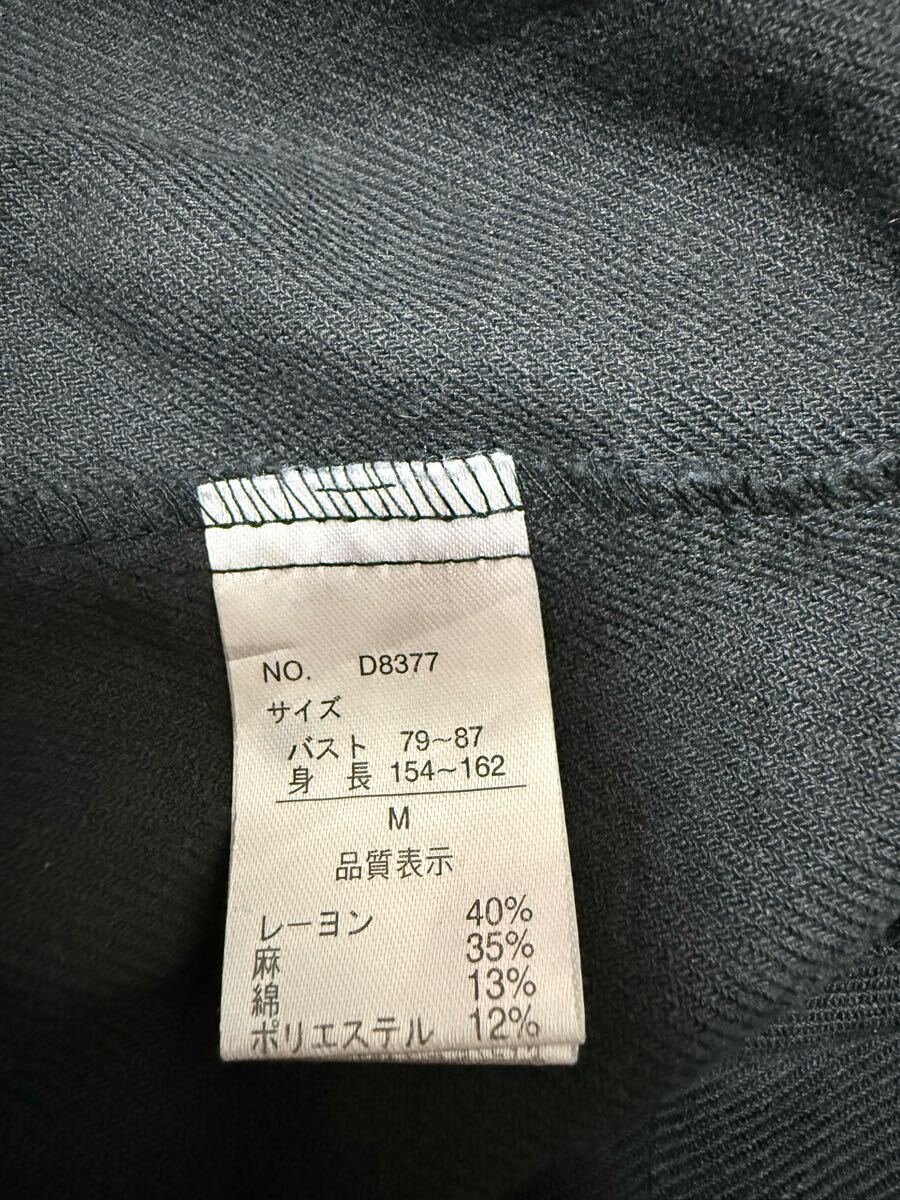 NO. D8377
サイズ
バスト 79~87
身 長 154~162
M
品質表示
レーヨン 40%
麻 35%
綿 13%
ポリエステル 12%